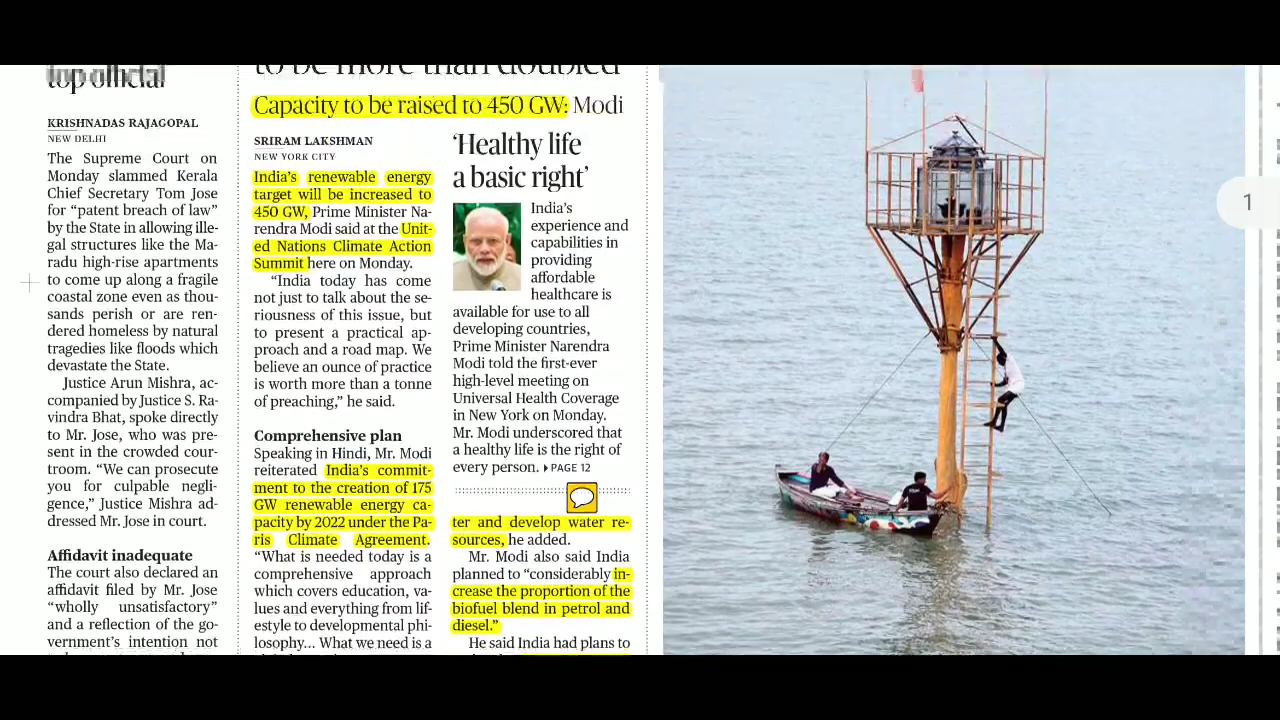 top official
KRISHNADAS RAJAGOPAL
NEW DELHI
The Supreme Court on
Monday slammed Kerala
Chief Secretary Tom Jose
for “patent breach of law”
by the State in allowing ille-
gal structures like the Ma-
radu high-rise apartments
to come up along a fragile
coastal zone even as thou-
sands perish or are ren-
dered homeless by natural
tragedies like floods which
devastate the State.
Justice Arun Mishra, ac-
companied by Justice S. Ra-
vindra Bhat, spoke directly
to Mr. Jose, who was pre-
sent in the crowded cour-
troom. “We can prosecute
you for culpable negli-
gence,” Justice Mishra ad-
dressed Mr. Jose in court.
Affidavit inadequate
The court also declared an
affidavit filed by Mr. Jose
“wholly unsatisfactory”
and a reflection of the go-
vernment’s intention not
to be more than doubled
Capacity to be raised to 450 GW: Modi
SRIRAM LAKSHMAN
NEW YORK CITY
India’s renewable energy
target will be increased to
450 GW, Prime Minister Na-
rendra Modi said at the Unit-
ed Nations Climate Action
Summit here on Monday.
“India today has come
not just to talk about the se-
riousness of this issue, but
to present a practical ap-
proach and a road map. We
believe an ounce of practice
is worth more than a tonne
of preaching,” he said.
Comprehensive plan
Speaking in Hindi, Mr. Modi
reiterated India’s commit-
ment to the creation of 175
GW renewable energy ca-
pacity by 2022 under the Pa-
ris Climate Agreement.
“What is needed today is a
comprehensive approach
which covers education, va-
lues and everything from lif-
estyle to developmental phi-
losophy... What we need is a
‘Healthy life
a basic right’
India’s
experience and
capabilities in
providing
affordable
healthcare is
available for use to all
developing countries,
Prime Minister Narendra
Modi told the first-ever
high-level meeting on
Universal Health Coverage
in New York on Monday.
Mr. Modi underscored that
a healthy life is the right of
every person. ▸ PAGE 12
ter and develop water re-
sources, he added.
Mr. Modi also said India
planned to “considerably in-
crease the proportion of the
biofuel blend in petrol and
diesel.”
He said India had plans to
1